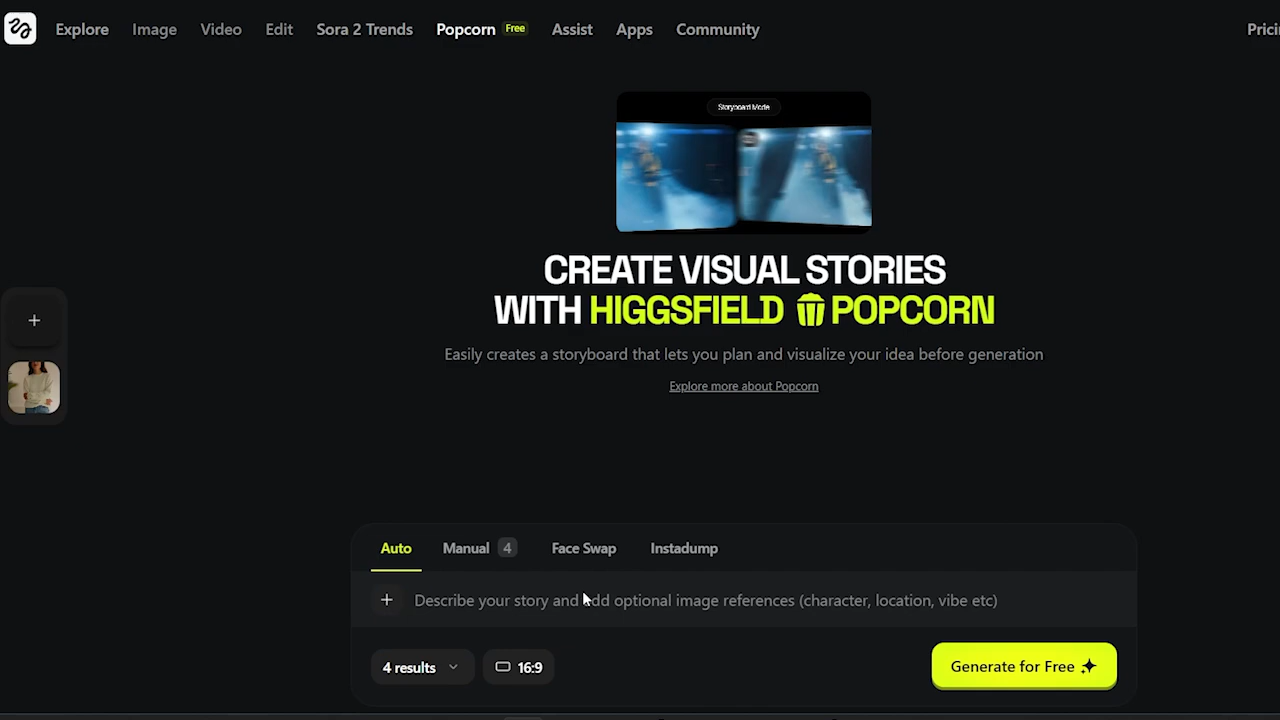 Explore Image Video Edit Sora 2 Trends Popcorn Free Assist Apps Community Prici
Storyboard Mode
CREATE VISUAL STORIES
WITH HIGGSFIELD POPCORN
Easily creates a storyboard that lets you plan and visualize your idea before generation
Explore more about Popcorn
Auto Manual 4 Face Swap Instadump
Describe your story and add optional image references (character, location, vibe etc)
4 results 16:9 Generate for Free